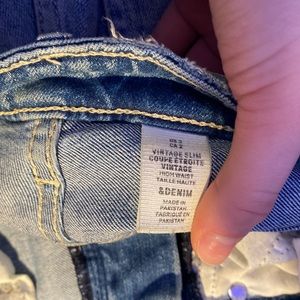 VINTAGE SLIM
COUPE ÉTROITE
VINTAGE
HIGH WAIST
TAILLE HAUTE
&DENIM
MADE IN
PAKISTAN
FABRIQUÉ EN
PAKISTAN